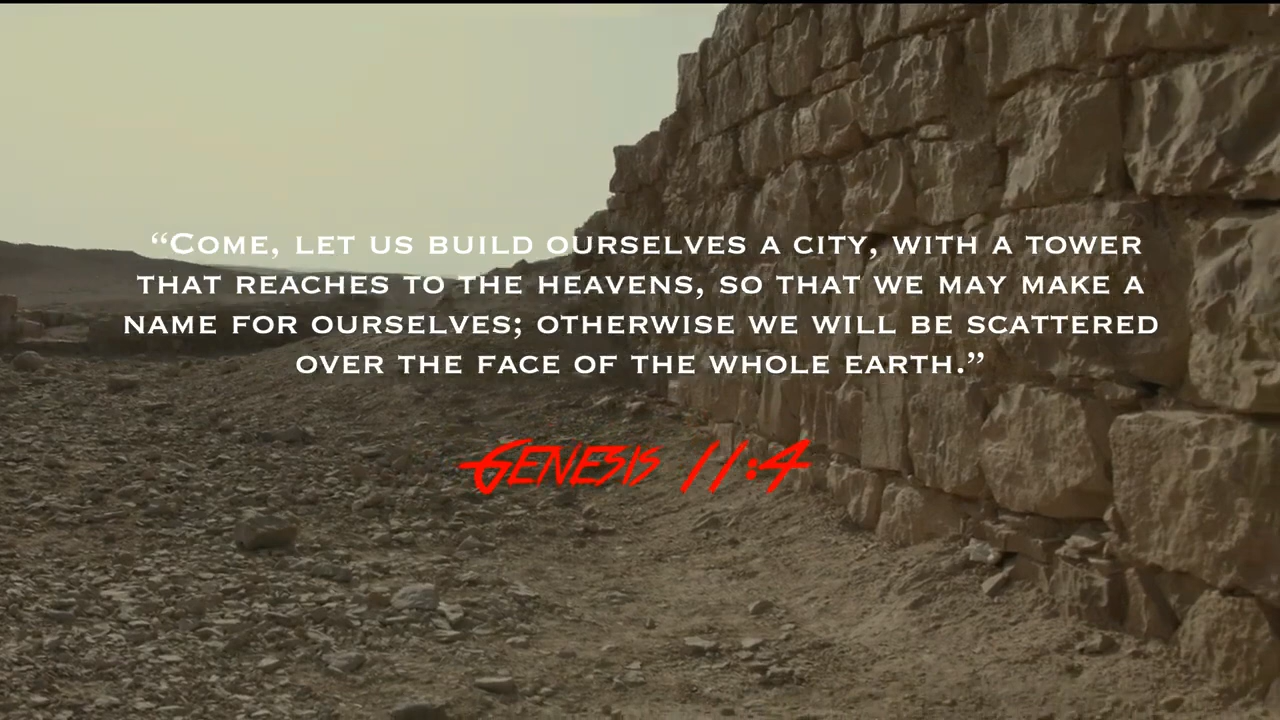 “Come, let us build ourselves a city, with a tower
that reaches to the heavens, so that we may make a
name for ourselves; otherwise we will be scattered
over the face of the whole earth.”
Genesis 11:4